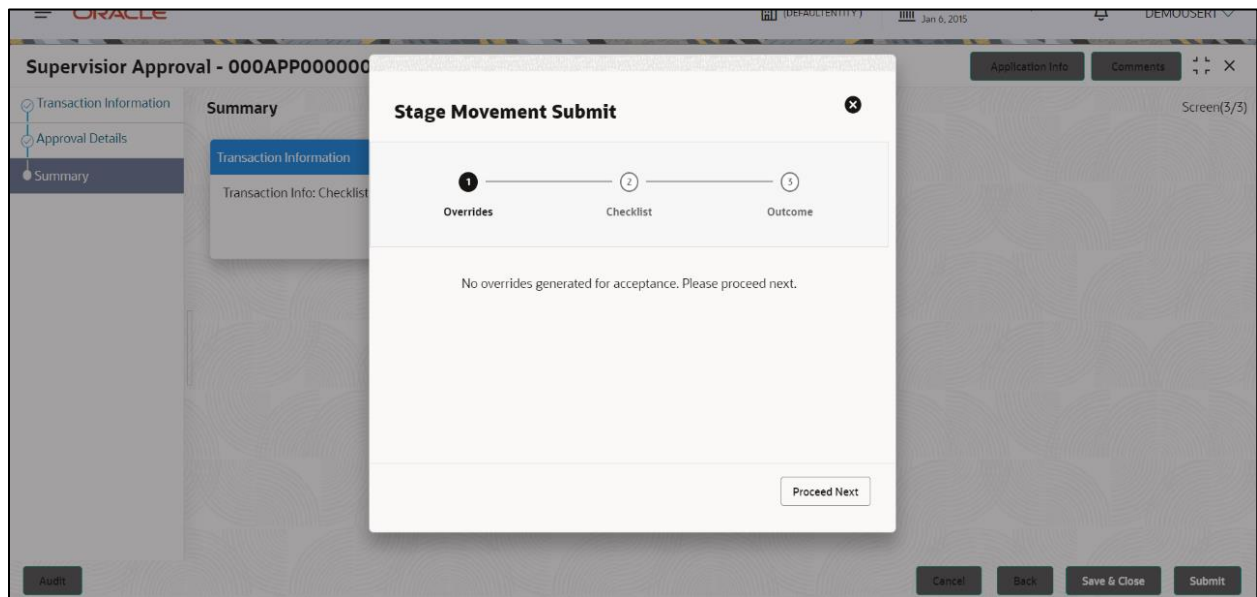 ORACLE
(DEFAULTENTITY)
Jan 6, 2015
DEMOUSER1
Supervisior Approval - 000APP000000
Application Info
Comments
Transaction Information
Approval Details
Summary
Summary
Screen(3/3)
Transaction Information
Transaction Info: Checklist
Stage Movement Submit
1
2
3
Overrides
Checklist
Outcome
No overrides generated for acceptance. Please proceed next.
Proceed Next
Audit
Cancel
Back
Save & Close
Submit